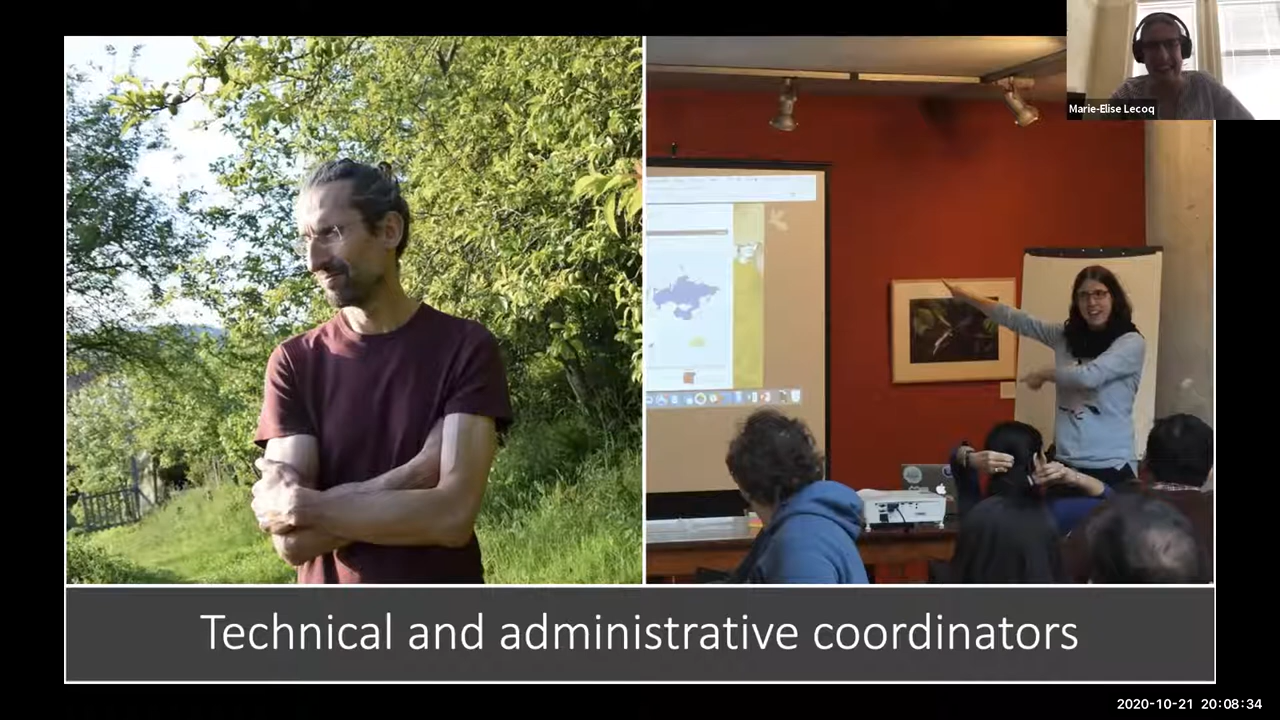 Marie-Elise Lecoq
Technical and administrative coordinators
2020-10-21 20:08:34